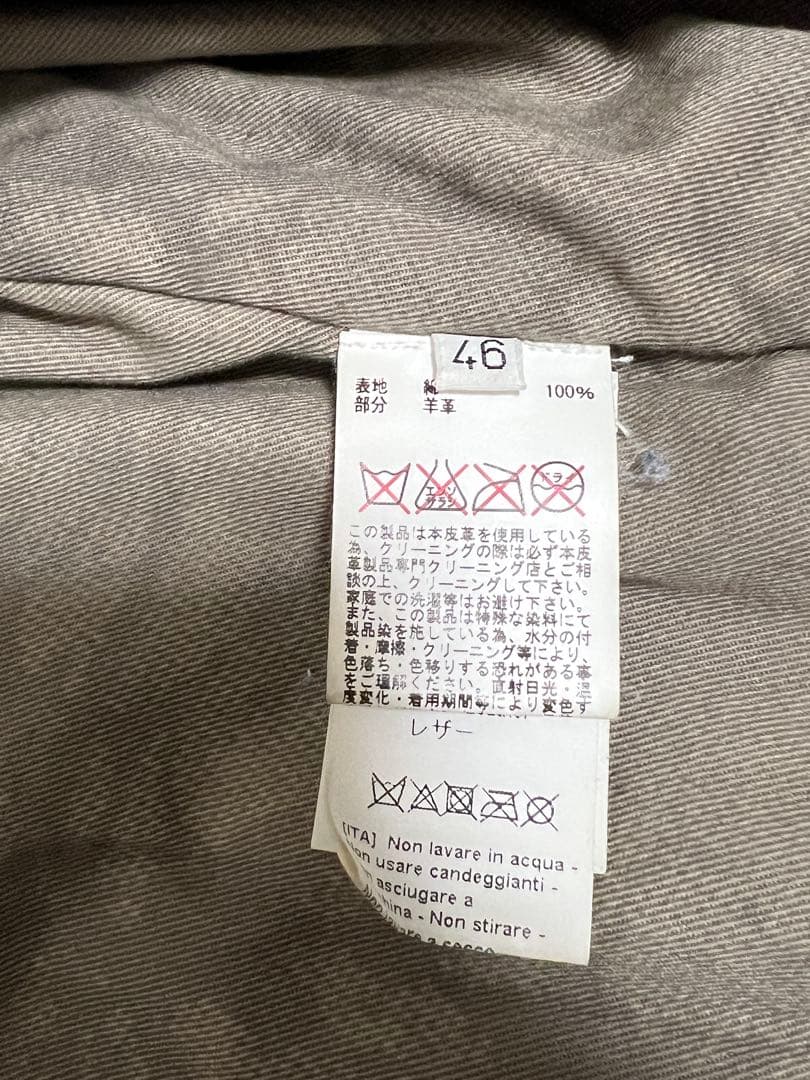 46
表地 綿 100%
部分 羊革
エンソ ドライ
サラシ
この製品は本皮革を使用している
為、クリーニングの際は必ず本皮
革製品専門クリーニング店とご相
談の上、クリーニングして下さい。
家庭での洗濯等はお避け下さい。
また、この製品は特殊な染料にて
製品染を施している為、水分の付
着・摩擦・クリーニング等により、
色落ち・色移りする恐れがある事
をご理解ください。直射日光・湿
度変化・着用期間等により変色す
レザー
[ITA] Non lavare in acqua -
Non usare candeggianti -
asciugare a
- Non stirare -
a secco